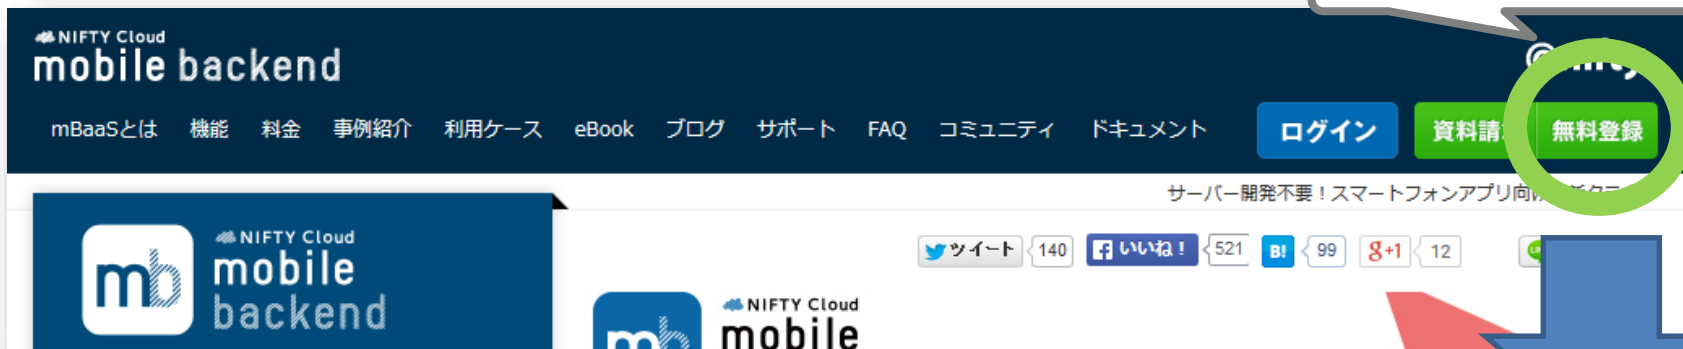 NIFTY Cloud
mobile backend
mBaaSとは 機能 料金 事例紹介 利用ケース eBook ブログ サポート FAQ コミュニティ ドキュメント ログイン 資料請 無料登録
サーバー開発不要！スマートフォンアプリ向け
NIFTY Cloud
mobile
backend
mb
ツイート 140 いいね！ 521 B! 99 g+1 12
NIFTY Cloud
mobile
mb